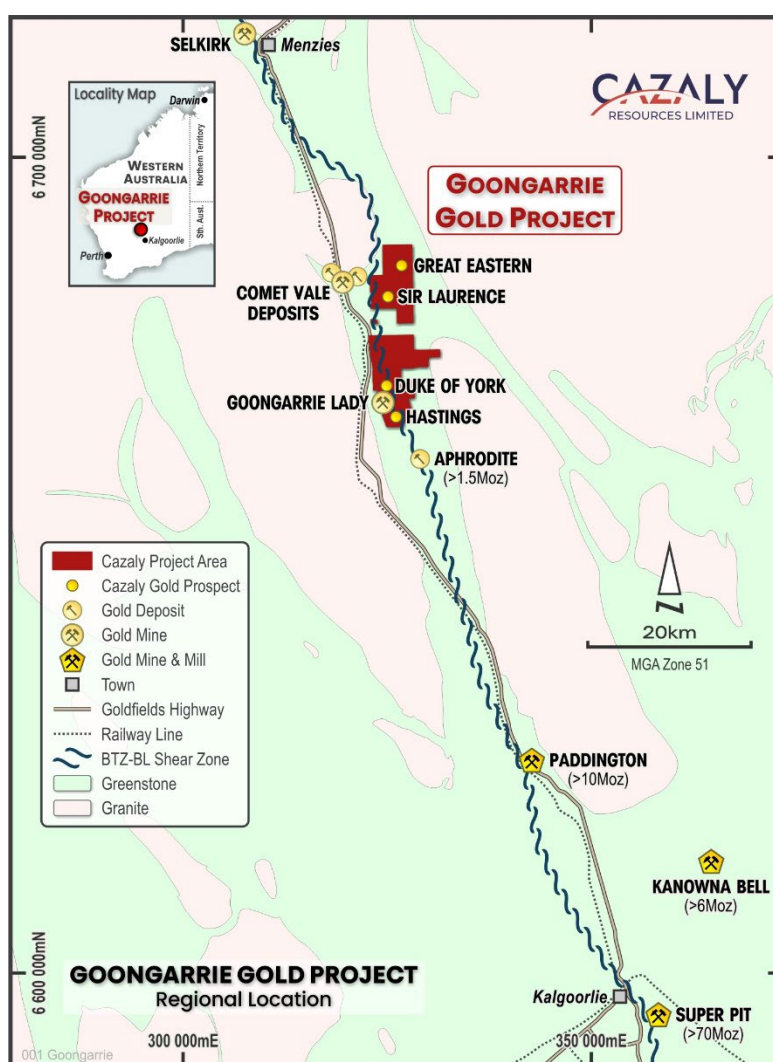 SELKIRK
Menzies
CAZALY
RESOURCES LIMITED
Locality Map
Darwin
WESTERN
AUSTRALIA
Northern Territory
GOONGARRIE
PROJECT
Sth. Aust.
Kalgoorlie
Perth
6 700 000mN
GOONGARRIE
GOLD PROJECT
GREAT EASTERN
COMET VALE
DEPOSITS
SIR LAURENCE
DUKE OF YORK
GOONGARRIE LADY
HASTINGS
APHRODITE
(>1.5Moz)
Cazaly Project Area
Cazaly Gold Prospect
Gold Deposit
Gold Mine
Gold Mine & Mill
Town
Goldfields Highway
Railway Line
BTZ-BL Shear Zone
Greenstone
Granite
N
20km
MGA Zone 51
PADDINGTON
(>10Moz)
KANOWNA BELL
(>6Moz)
6 600 000mN
GOONGARRIE GOLD PROJECT
Regional Location
Kalgoorlie
SUPER PIT
(>70Moz)
300 000mE
350 000mE
001 Goongarrie